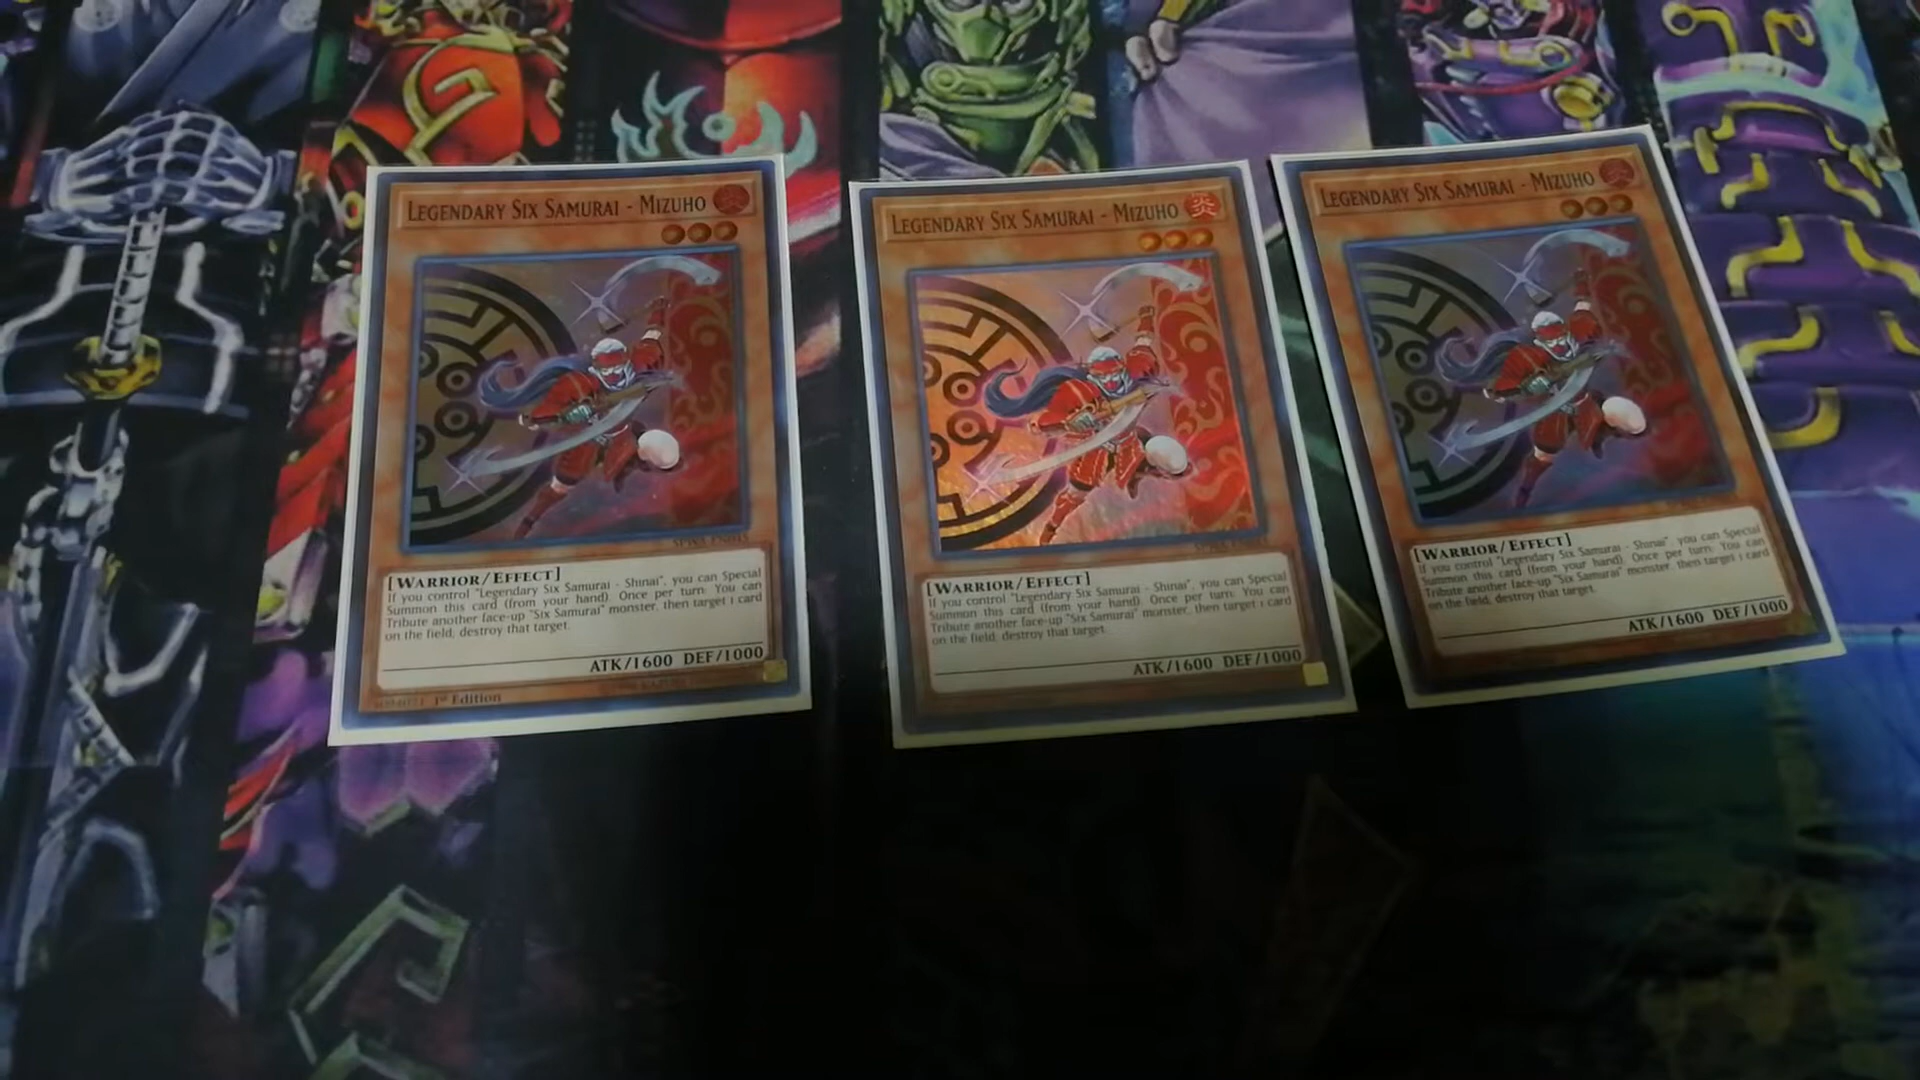 LEGENDARY SIX SAMURAI - MIZUHO
炎
[WARRIOR/EFFECT]
If you control "Legendary Six Samurai - Shinai", you can Special
Summon this card (from your hand). Once per turn: You can
Tribute another face-up "Six Samurai" monster, then target 1 card
on the field; destroy that target.
ATK/1600 DEF/1000
1st Edition
LEGENDARY SIX SAMURAI - MIZUHO
炎
[WARRIOR/EFFECT]
If you control "Legendary Six Samurai - Shinai", you can Special
Summon this card (from your hand). Once per turn: You can
Tribute another face-up "Six Samurai" monster, then target 1 card
on the field; destroy that target.
ATK/1600 DEF/1000
LEGENDARY SIX SAMURAI - MIZUHO
炎
[WARRIOR/EFFECT]
If you control "Legendary Six Samurai - Shinai", you can Special
Summon this card (from your hand). Once per turn: You can
Tribute another face-up "Six Samurai" monster, then target 1 card
on the field; destroy that target.
ATK/1600 DEF/1000